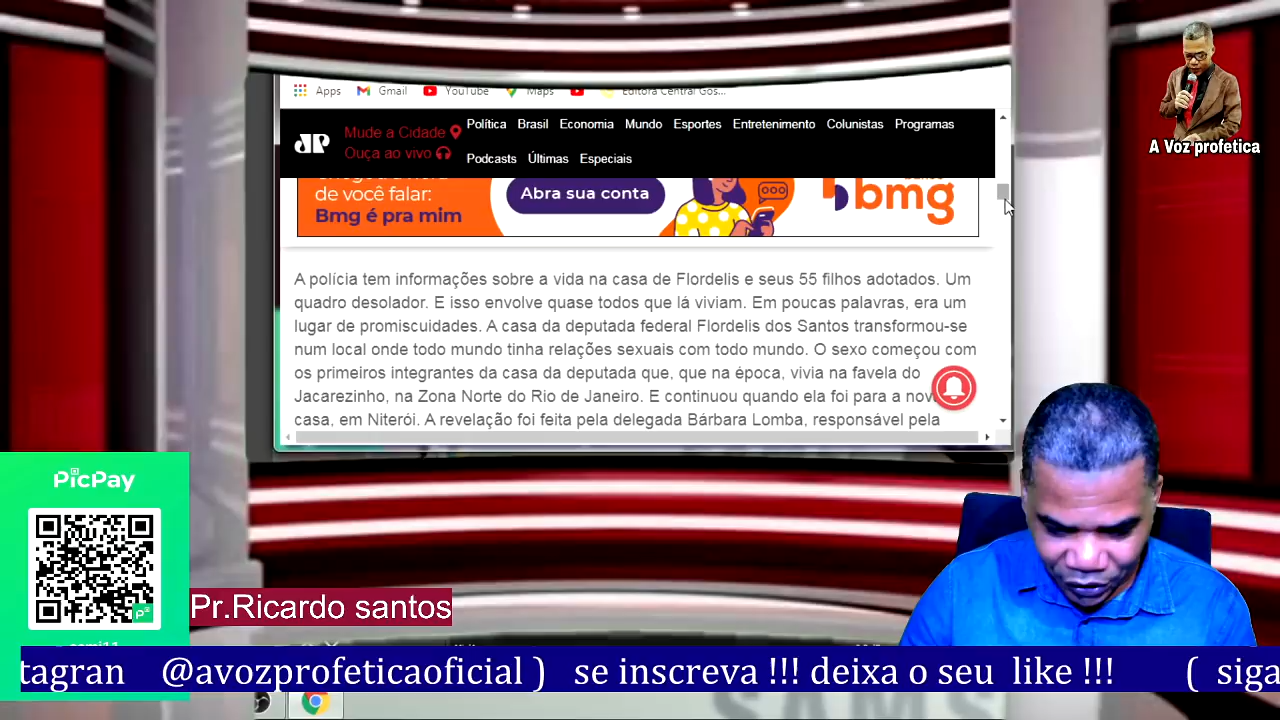 Apps Gmail YouTube Maps Editora Central Gos...
JP
Mude a Cidade
Ouça ao vivo
Política Brasil Economia Mundo Esportes Entretenimento Colunistas Programas
Podcasts Últimas Especiais
de você falar:
Bmg é pra mim
Abra sua conta
bmg
A polícia tem informações sobre a vida na casa de Flordelis e seus 55 filhos adotados. Um
quadro desolador. E isso envolve quase todos que lá viviam. Em poucas palavras, era um
lugar de promiscuidades. A casa da deputada federal Flordelis dos Santos transformou-se
num local onde todo mundo tinha relações sexuais com todo mundo. O sexo começou com
os primeiros integrantes da casa da deputada que, que na época, vivia na favela do
Jacarezinho, na Zona Norte do Rio de Janeiro. E continuou quando ela foi para a nov
casa, em Niterói. A revelação foi feita pela delegada Bárbara Lomba, responsável pela
A Voz profetica
PicPay
Pr.Ricardo santos
tagran @avozprofeticaoficial ) se inscreva !!! deixa o seu like !!! ( siga
SAMS